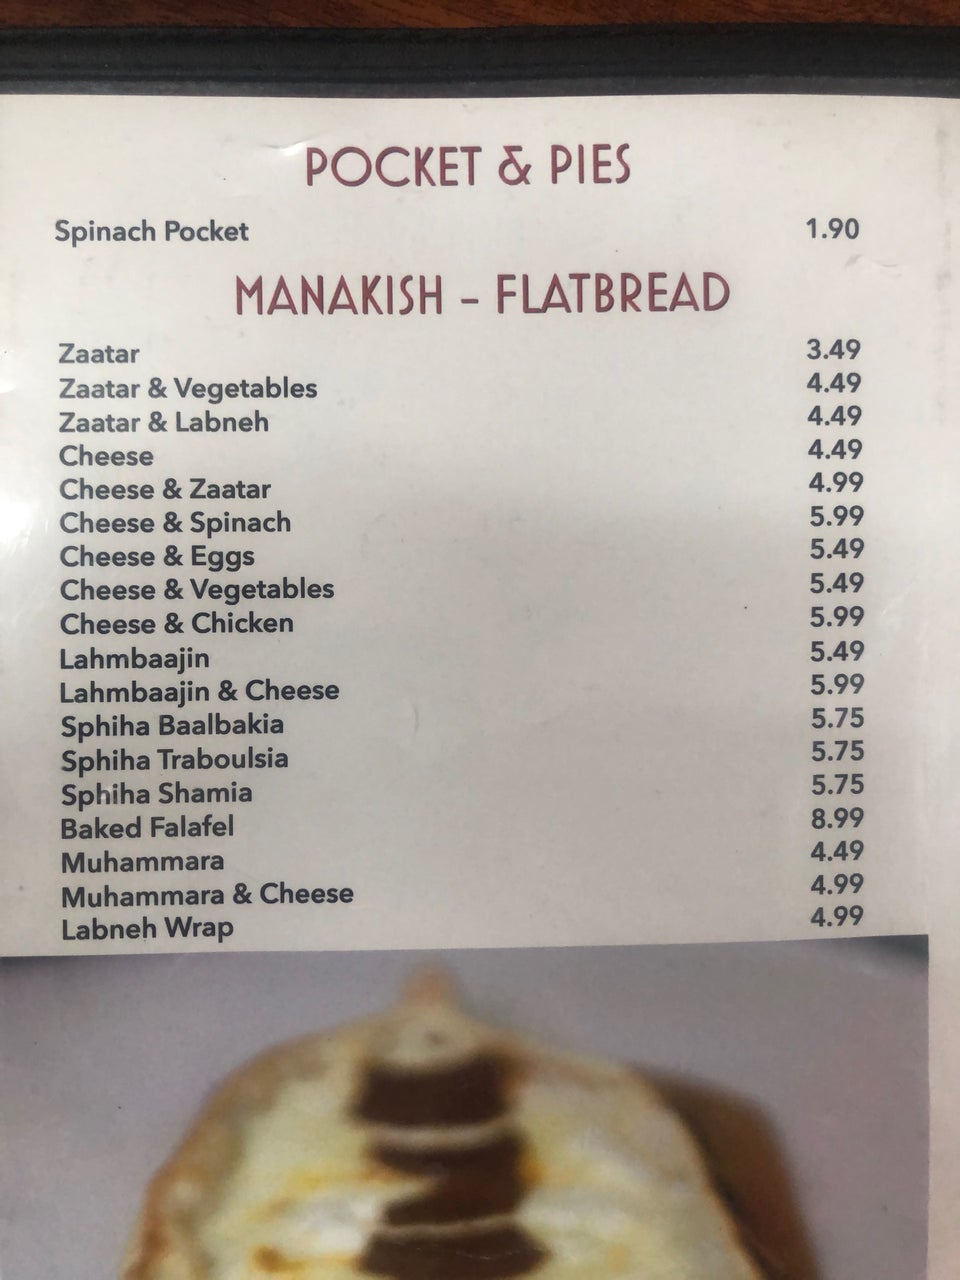 POCKET & PIES
Spinach Pocket 1.90
MANAKISH - FLATBREAD
Zaatar 3.49
Zaatar & Vegetables 4.49
Zaatar & Labneh 4.49
Cheese 4.49
Cheese & Zaatar 4.99
Cheese & Spinach 5.99
Cheese & Eggs 5.49
Cheese & Vegetables 5.49
Cheese & Chicken 5.99
Lahmbaajin 5.49
Lahmbaajin & Cheese 5.99
Sphiha Baalbakia 5.75
Sphiha Traboulsia 5.75
Sphiha Shamia 5.75
Baked Falafel 8.99
Muhammara 4.49
Muhammara & Cheese 4.99
Labneh Wrap 4.99